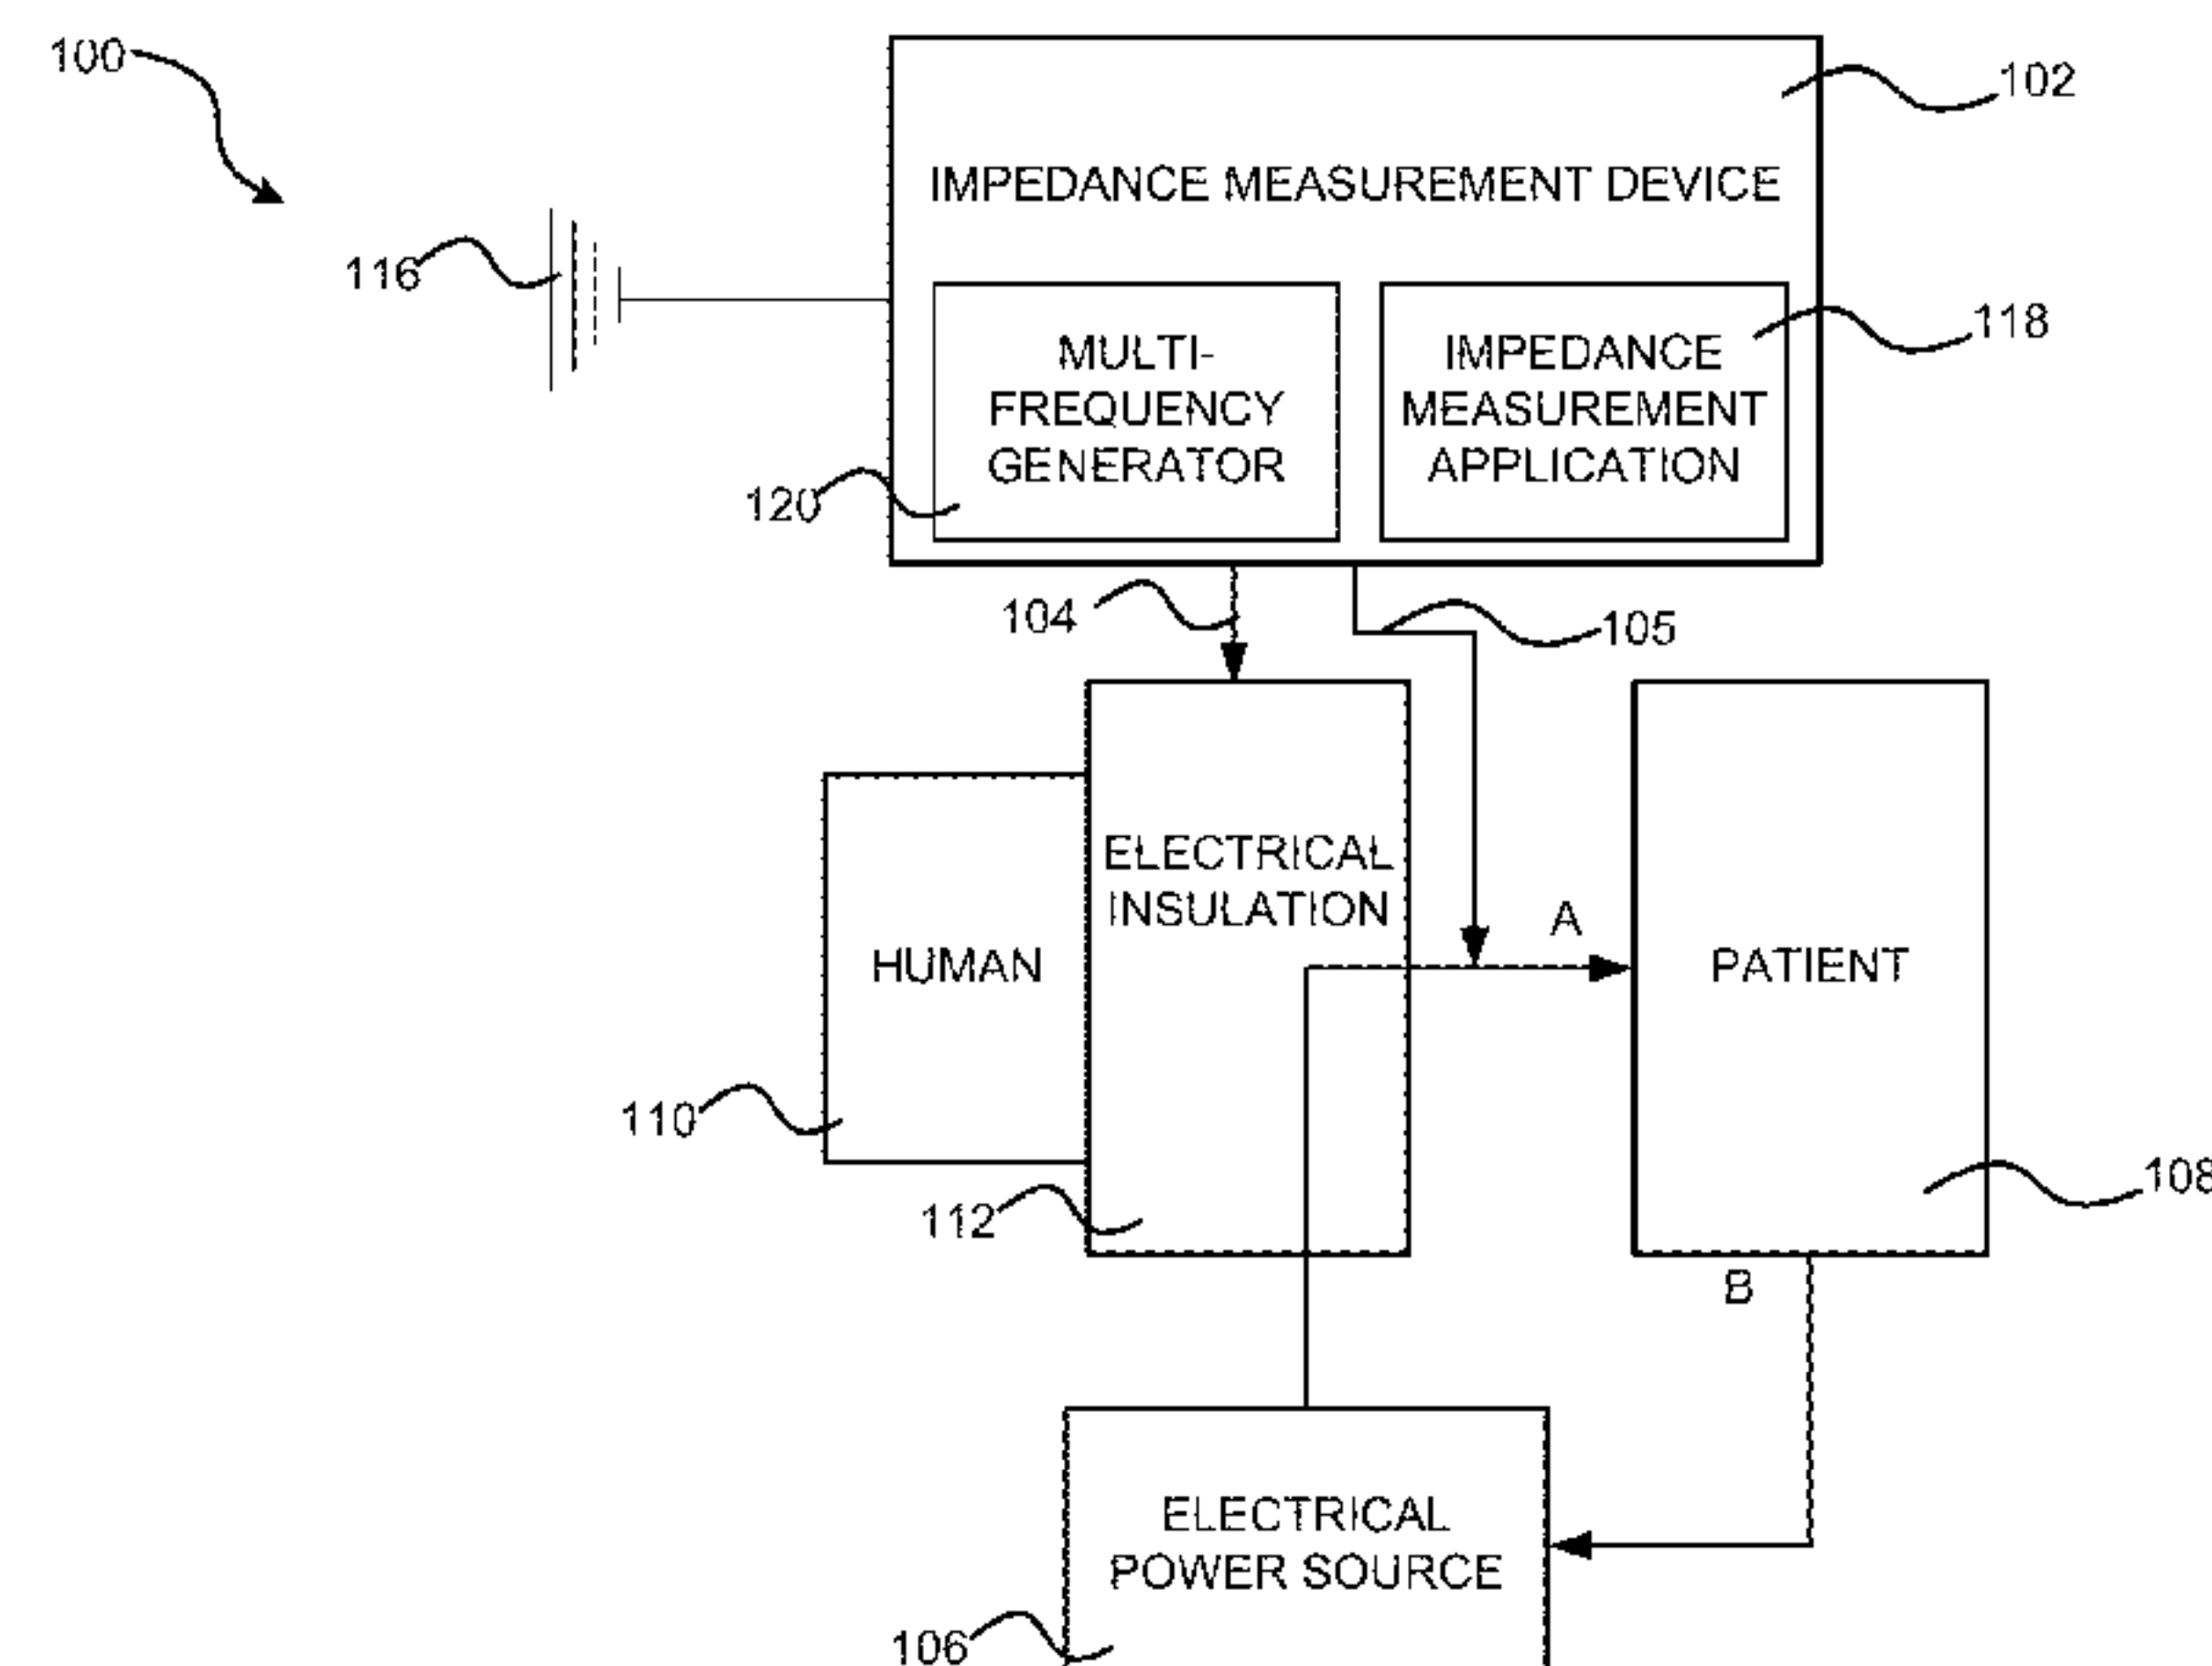 100
102
IMPEDANCE MEASUREMENT DEVICE
116
118
MULTI-
FREQUENCY
GENERATOR
IMPEDANCE
MEASUREMENT
APPLICATION
120
104
105
ELECTRICAL
INSULATION
A
HUMAN
PATIENT
110
112
108
B
ELECTRICAL
POWER SOURCE
106